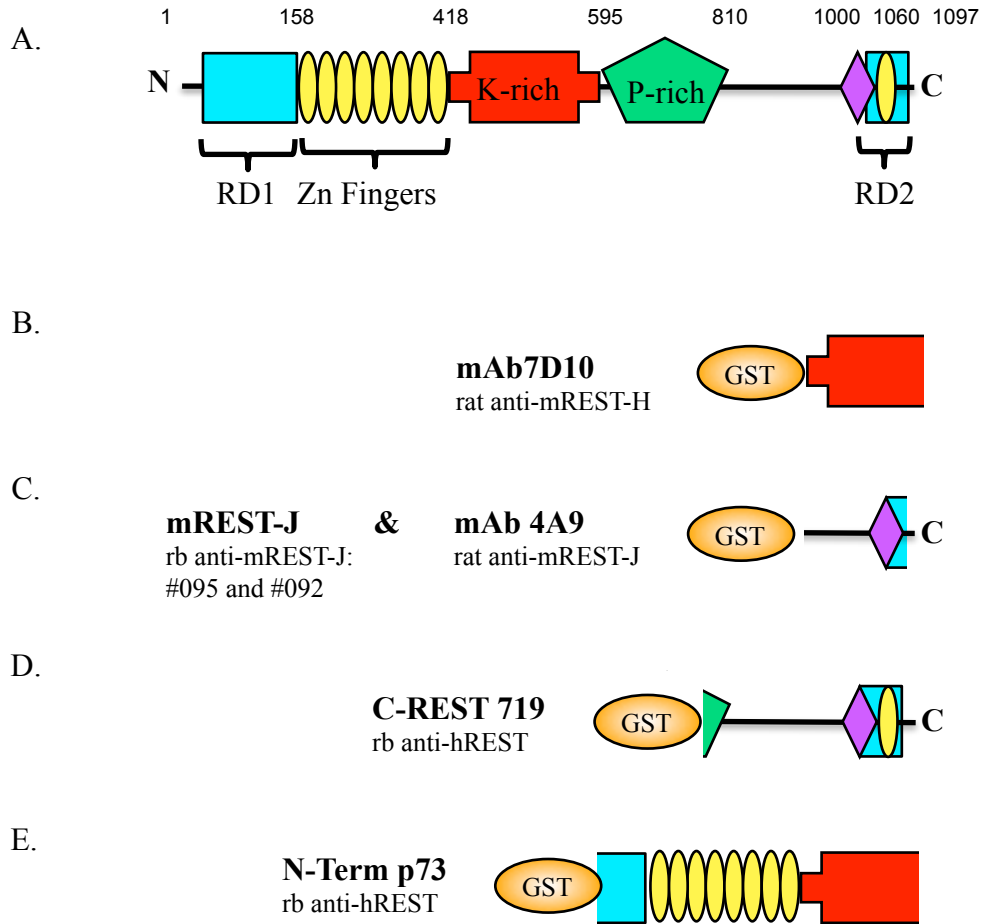 1 158 418 595 810 1000 1060 1097
A.
N K-rich P-rich C
RD1 Zn Fingers RD2
B.
mAb7D10 GST
rat anti-mREST-H
C.
mREST-J & mAb 4A9 GST C
rb anti-mREST-J: rat anti-mREST-J
#095 and #092
D.
C-REST 719 GST C
rb anti-hREST
E.
N-Term p73 GST
rb anti-hREST